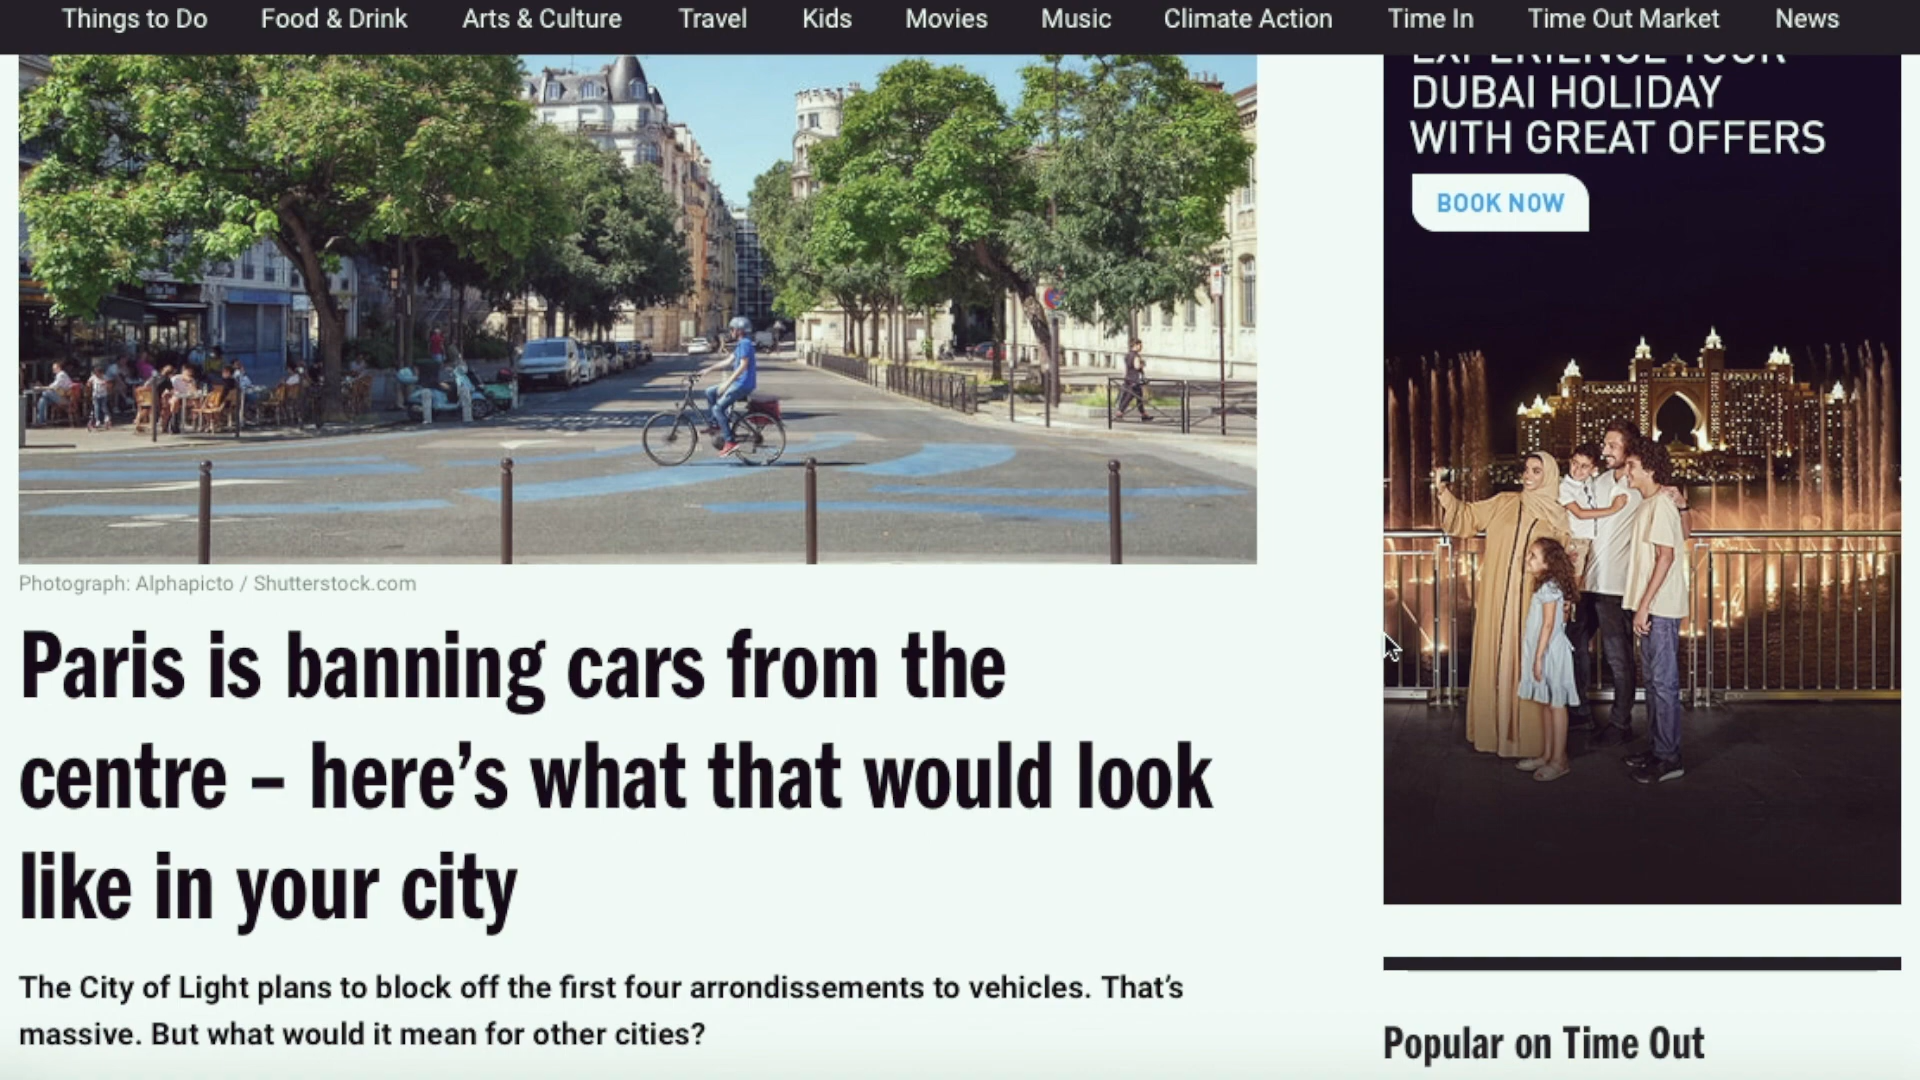 Things to Do Food & Drink Arts & Culture Travel Kids Movies Music Climate Action Time In Time Out Market News
EXPERIENCE YOUR
DUBAI HOLIDAY
WITH GREAT OFFERS
BOOK NOW
Photograph: Alphapicto / Shutterstock.com
Paris is banning cars from the
centre – here’s what that would look
like in your city
The City of Light plans to block off the first four arrondissements to vehicles. That’s
massive. But what would it mean for other cities?
Popular on Time Out